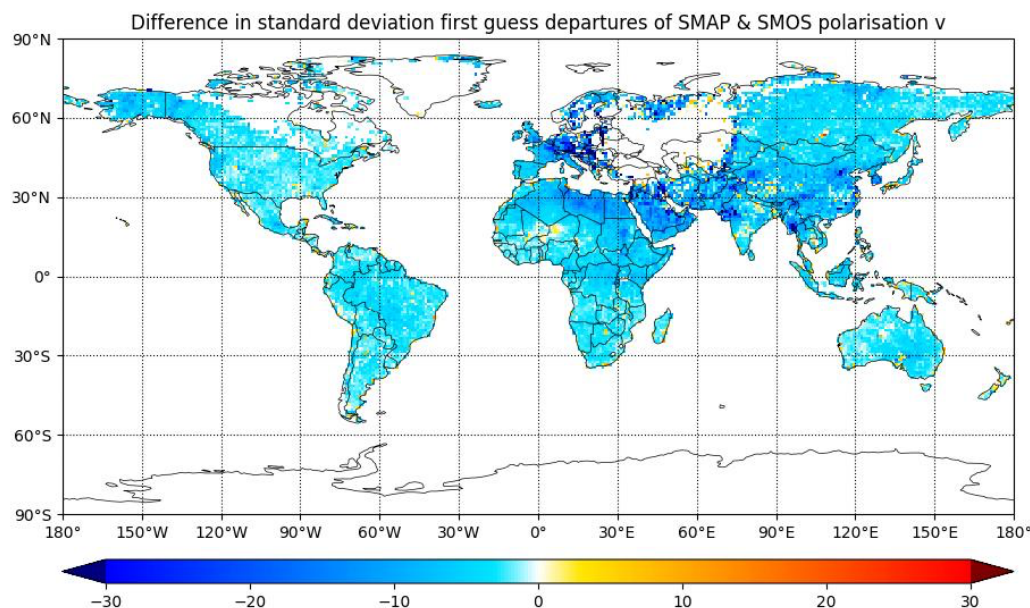 Difference in standard deviation first guess departures of SMAP & SMOS polarisation v
90°N
60°N
30°N
0°
30°S
60°S
90°S
180° 150°W 120°W 90°W 60°W 30°W 0° 30°E 60°E 90°E 120°E 150°E 180°
−30 −20 −10 0 10 20 30